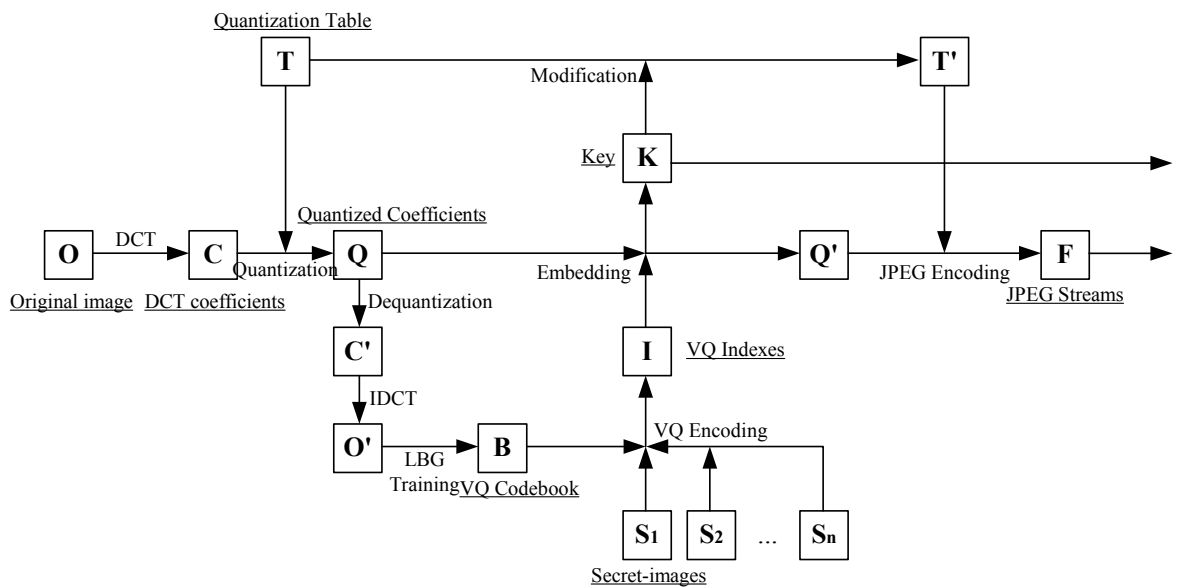 Quantization Table
T
T'
Modification
Key
K
Quantized Coefficients
O
DCT
C
Quantization
Q
Embedding
Q'
JPEG Encoding
F
Original image
DCT coefficients
JPEG Streams
Dequantization
C'
I
VQ Indexes
IDCT
O'
LBG
Training
B
VQ Codebook
VQ Encoding
S1
S2
...
Sn
Secret-images